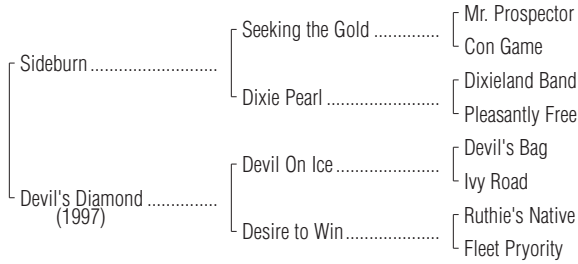 Mr. Prospector
Seeking the Gold ..............
Con Game
Sideburn ...........................
Dixieland Band
Dixie Pearl ........................
Pleasantly Free
Devil's Bag
Devil On Ice ......................
Ivy Road
Devil's Diamond ...............
(1997)
Ruthie's Native
Desire to Win....................
Fleet Pryority